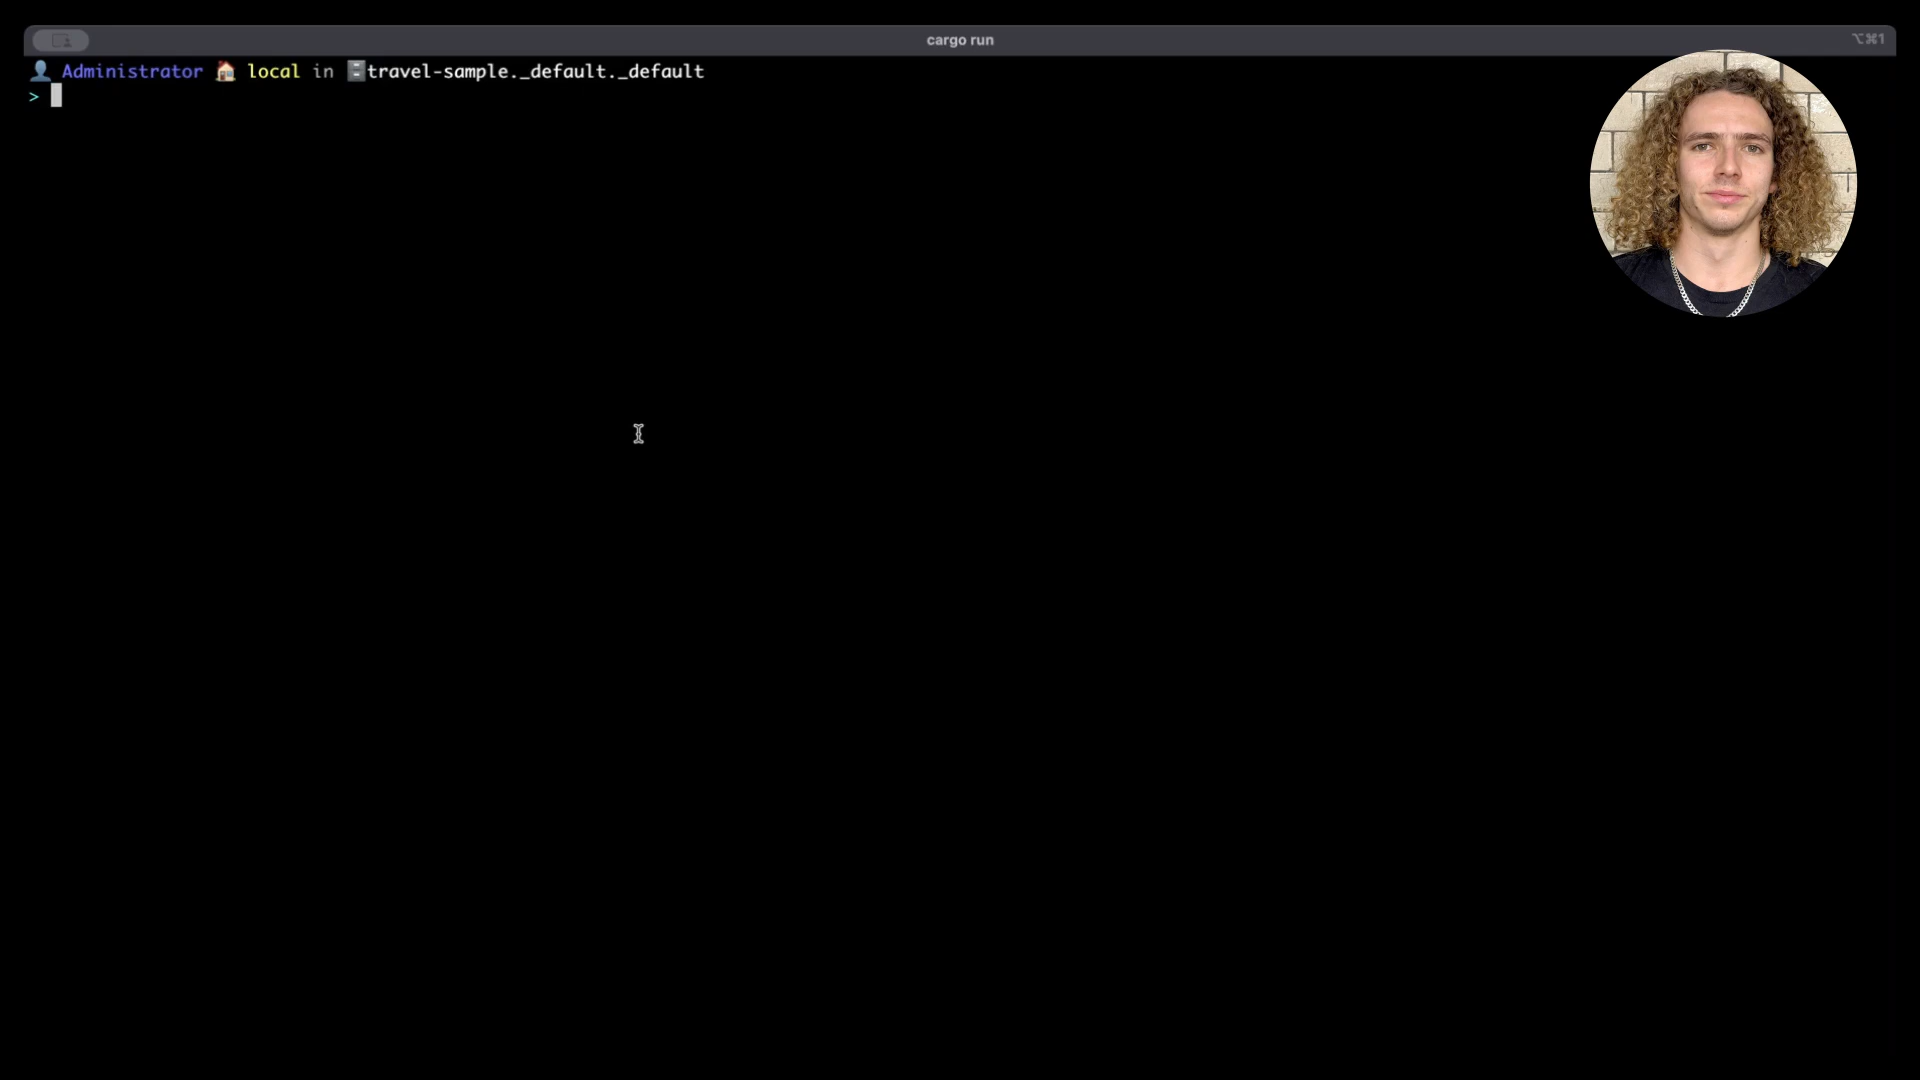 cargo run
⌥⌘1
👤 Administrator 🏠 local in 🗄travel-sample._default._default
>